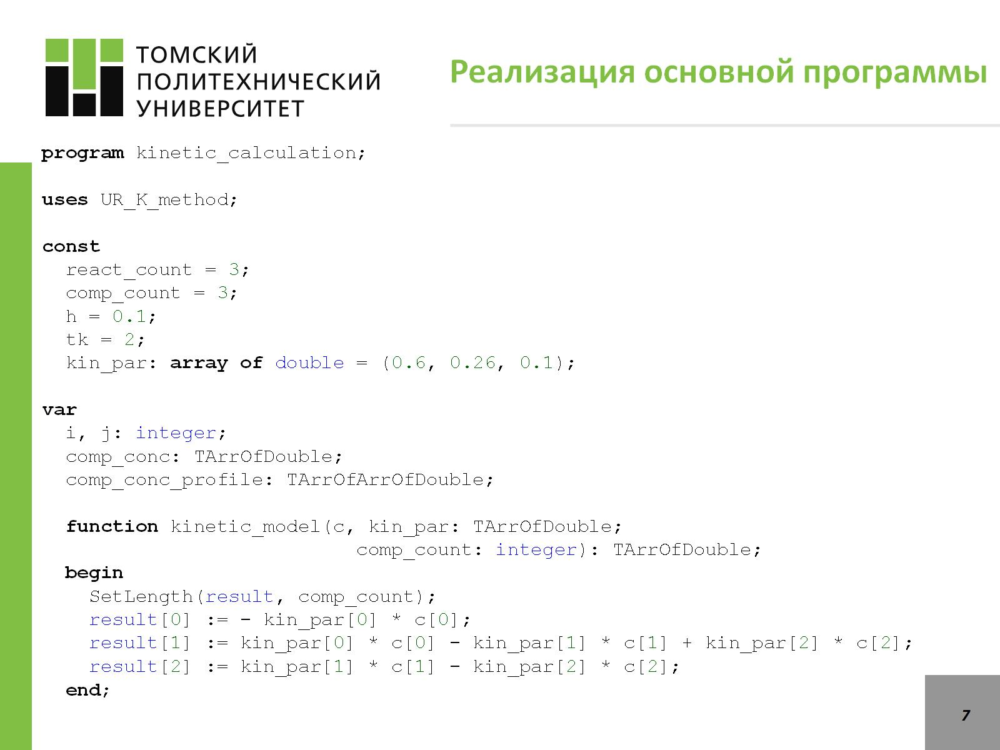 ТОМСКИЙ
ПОЛИТЕХНИЧЕСКИЙ
УНИВЕРСИТЕТ
Реализация основной программы
program kinetic_calculation;
uses UR_K_method;
const
react_count = 3;
comp_count = 3;
h = 0.1;
tk = 2;
kin_par: array of double = (0.6, 0.26, 0.1);
var
i, j: integer;
comp_conc: TArrOfDouble;
comp_conc_profile: TArrOfArrOfDouble;
function kinetic_model(c, kin_par: TArrOfDouble;
comp_count: integer): TArrOfDouble;
begin
SetLength(result, comp_count);
result[0] := - kin_par[0] * c[0];
result[1] := kin_par[0] * c[0] - kin_par[1] * c[1] + kin_par[2] * c[2];
result[2] := kin_par[1] * c[1] - kin_par[2] * c[2];
end;
7